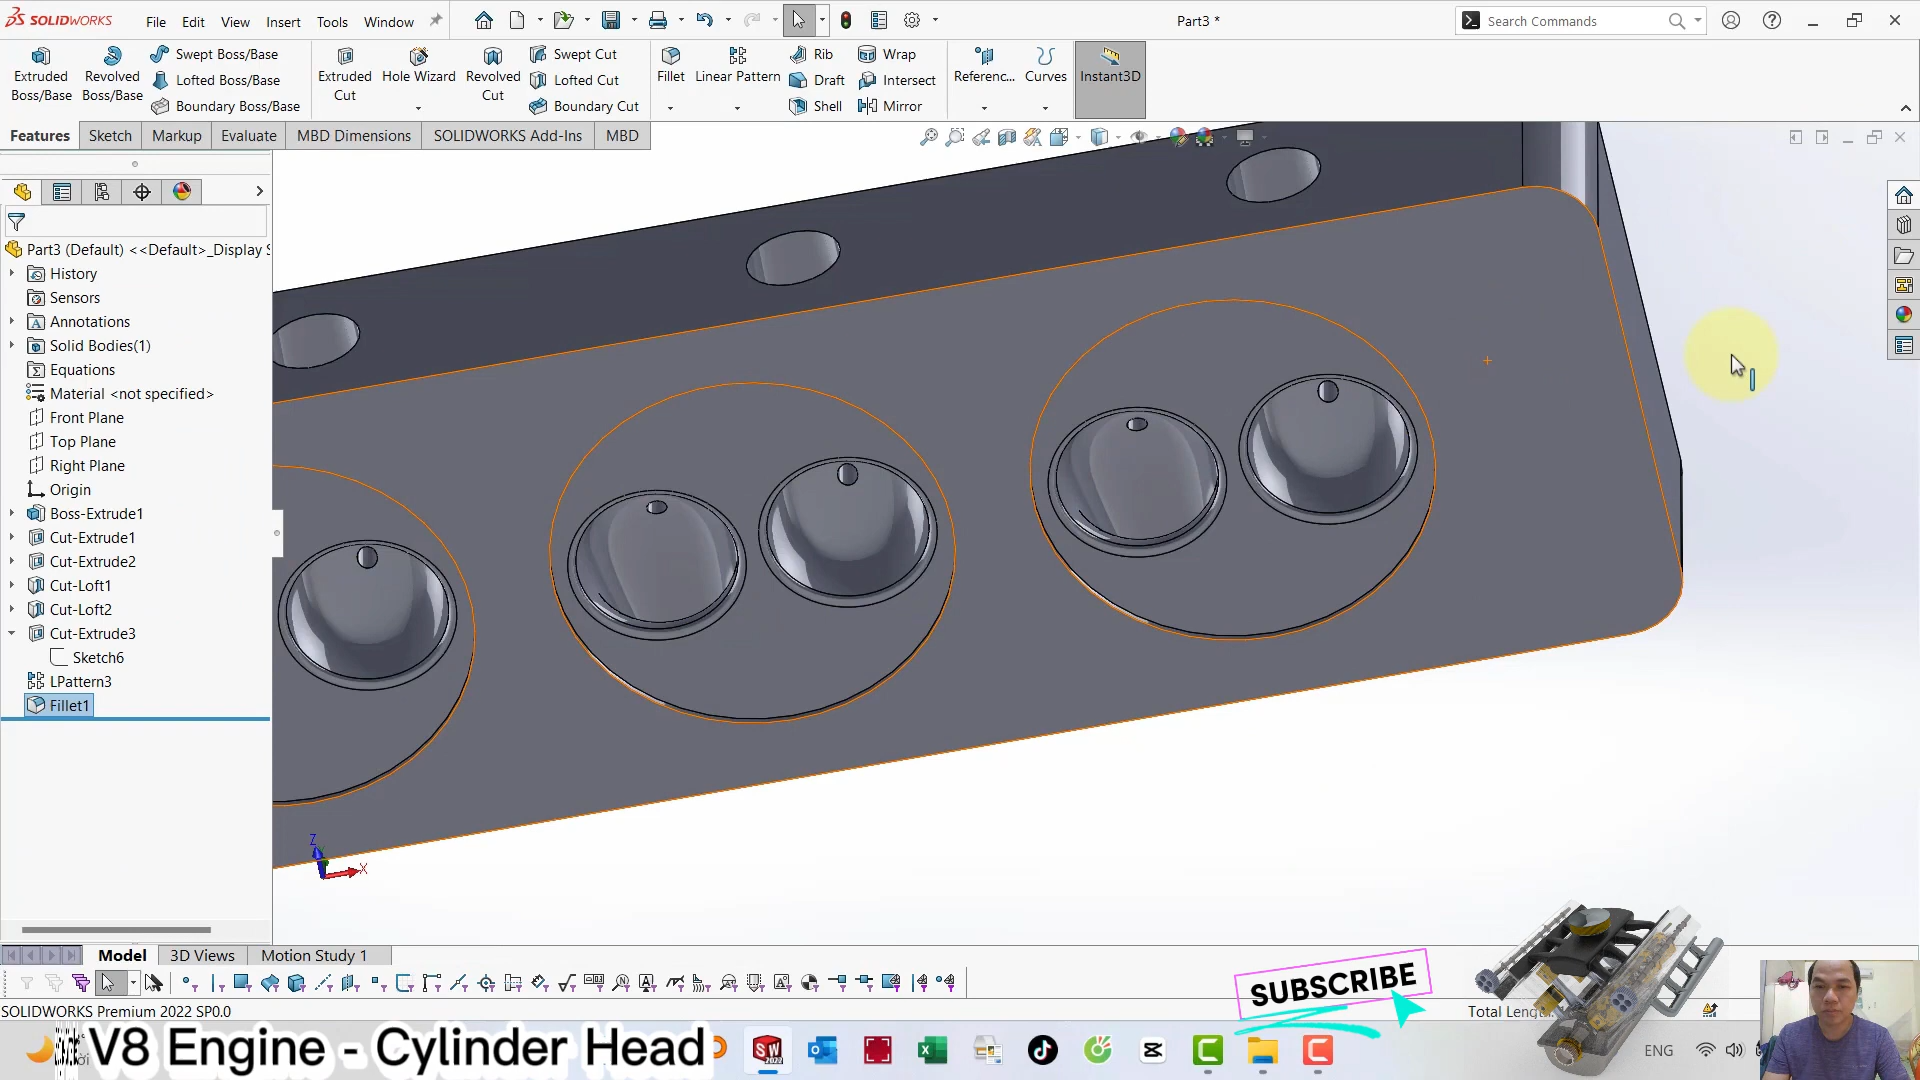 SOLIDWORKS
File
Edit
View
Insert
Tools
Window
Part3 *
Search Commands
Extruded Boss/Base
Revolved Boss/Base
Swept Boss/Base
Lofted Boss/Base
Boundary Boss/Base
Extruded Cut
Hole Wizard
Revolved Cut
Swept Cut
Lofted Cut
Boundary Cut
Fillet
Linear Pattern
Rib
Draft
Shell
Wrap
Intersect
Mirror
Referenc...
Curves
Instant3D
Features
Sketch
Markup
Evaluate
MBD Dimensions
SOLIDWORKS Add-Ins
MBD
Part3 (Default) <<Default>_Display S
History
Sensors
Annotations
Solid Bodies(1)
Equations
Material <not specified>
Front Plane
Top Plane
Right Plane
Origin
Boss-Extrude1
Cut-Extrude1
Cut-Extrude2
Cut-Loft1
Cut-Loft2
Cut-Extrude3
Sketch6
LPattern3
Fillet1
Z
X
Model
3D Views
Motion Study 1
SUBSCRIBE
SOLIDWORKS Premium 2022 SP0.0
Total Leng
V8 Engine - Cylinder Head
SW
2022
ENG